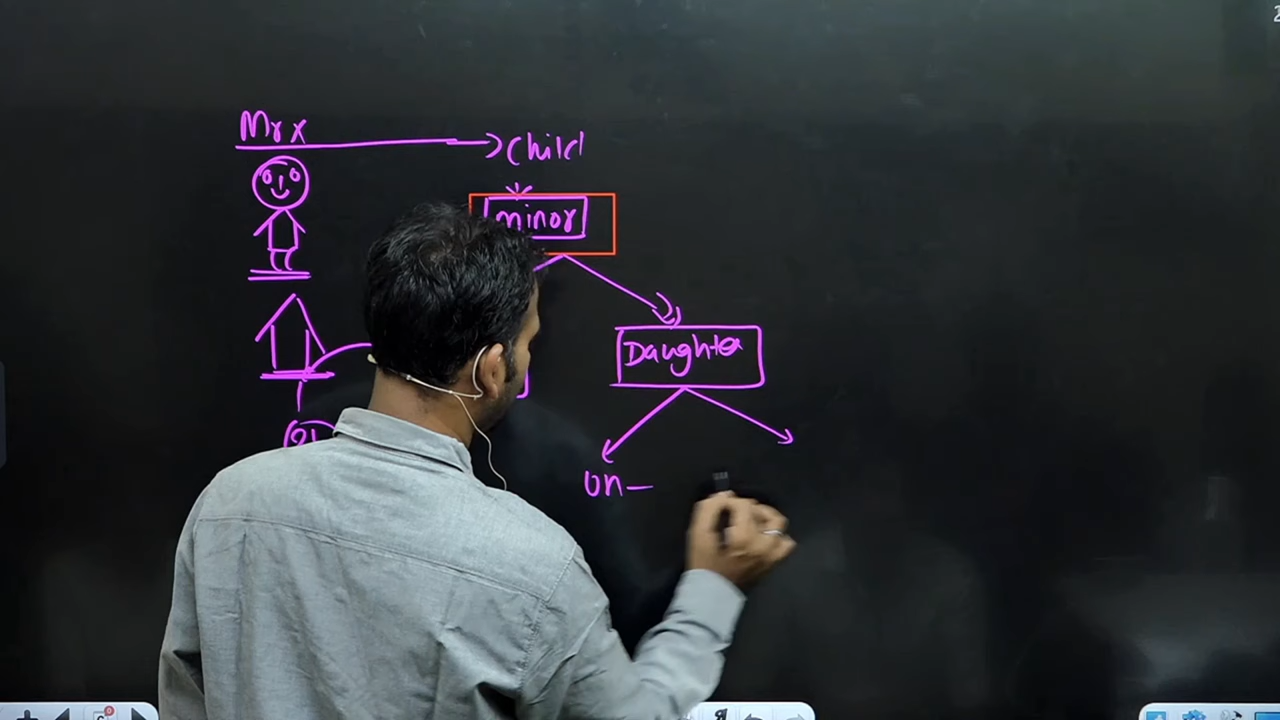 Mr x
Child
minor
Daughter
un—